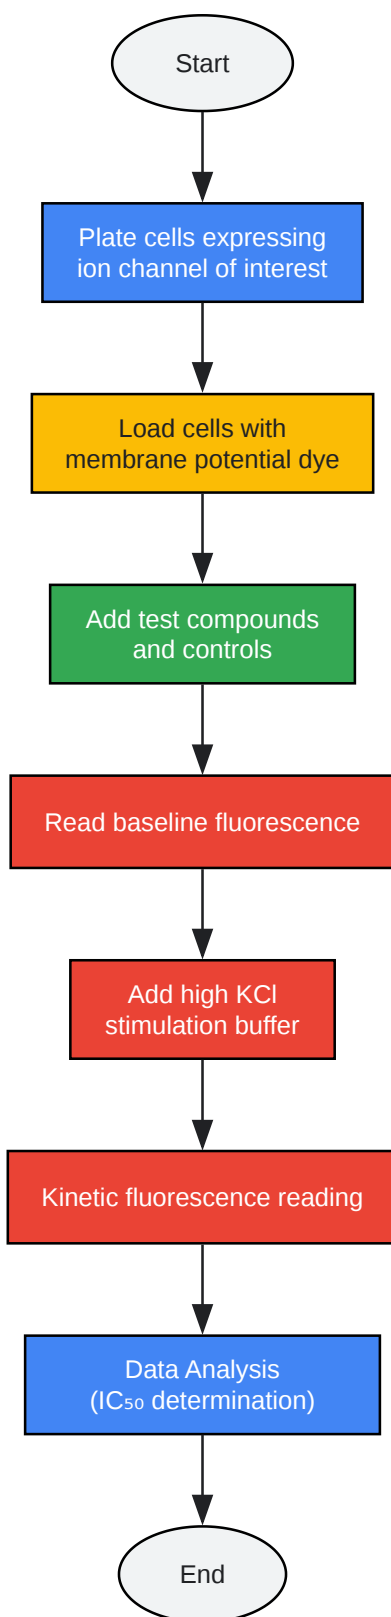 Start
Plate cells expressing
ion channel of interest
Load cells with
membrane potential dye
Add test compounds
and controls
Read baseline fluorescence
Add high KCl
stimulation buffer
Kinetic fluorescence reading
Data Analysis
(IC₅₀ determination)
End